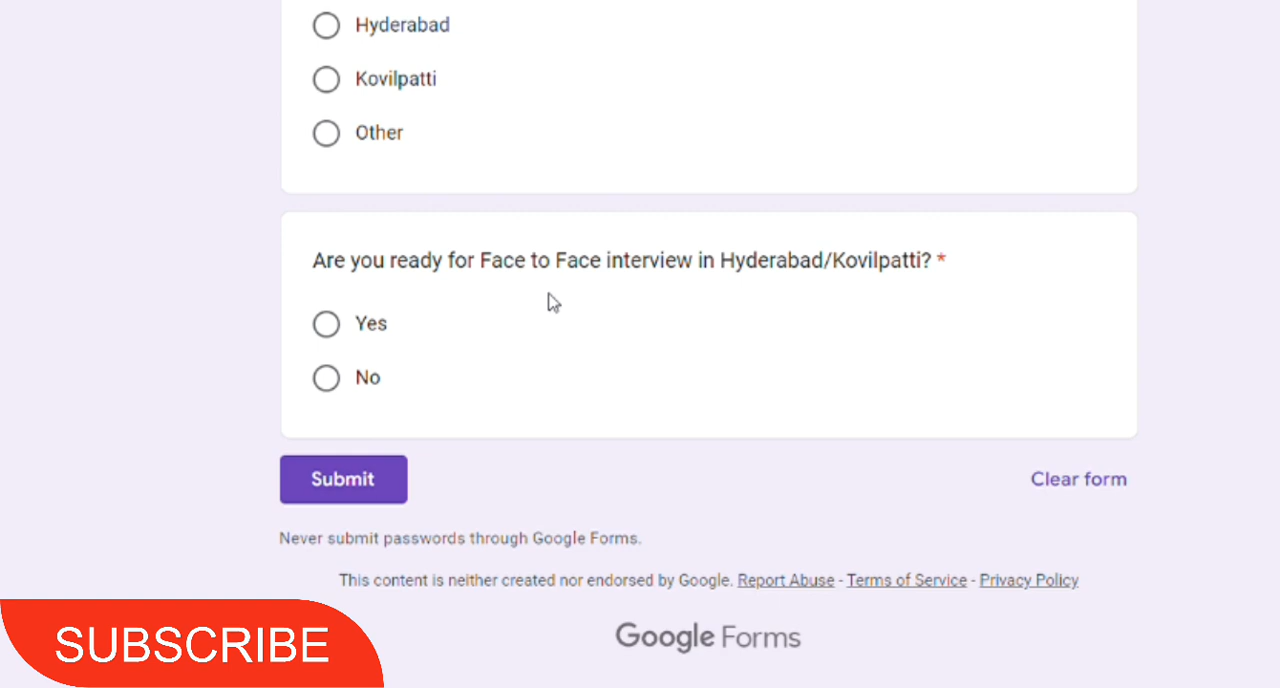 Hyderabad
Kovilpatti
Other
Are you ready for Face to Face interview in Hyderabad/Kovilpatti? *
Yes
No
Submit
Clear form
Never submit passwords through Google Forms.
This content is neither created nor endorsed by Google. Report Abuse - Terms of Service - Privacy Policy
Google Forms
SUBSCRIBE